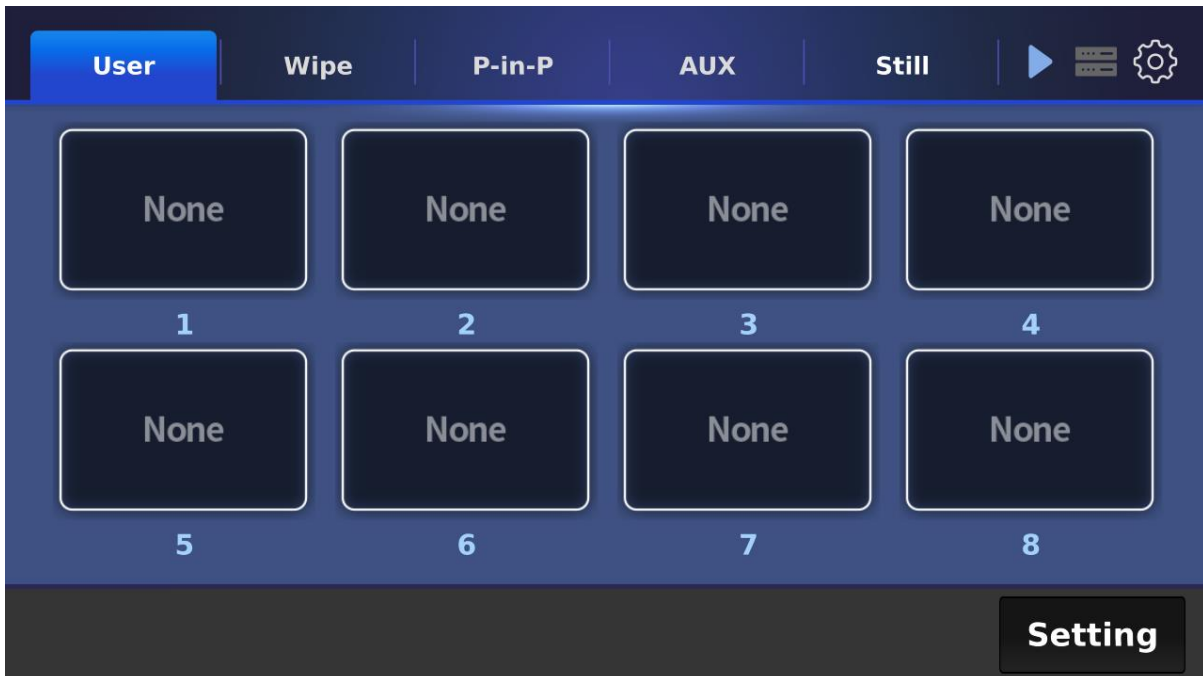 User Wipe P-in-P AUX Still
None None None None
1 2 3 4
None None None None
5 6 7 8
Setting